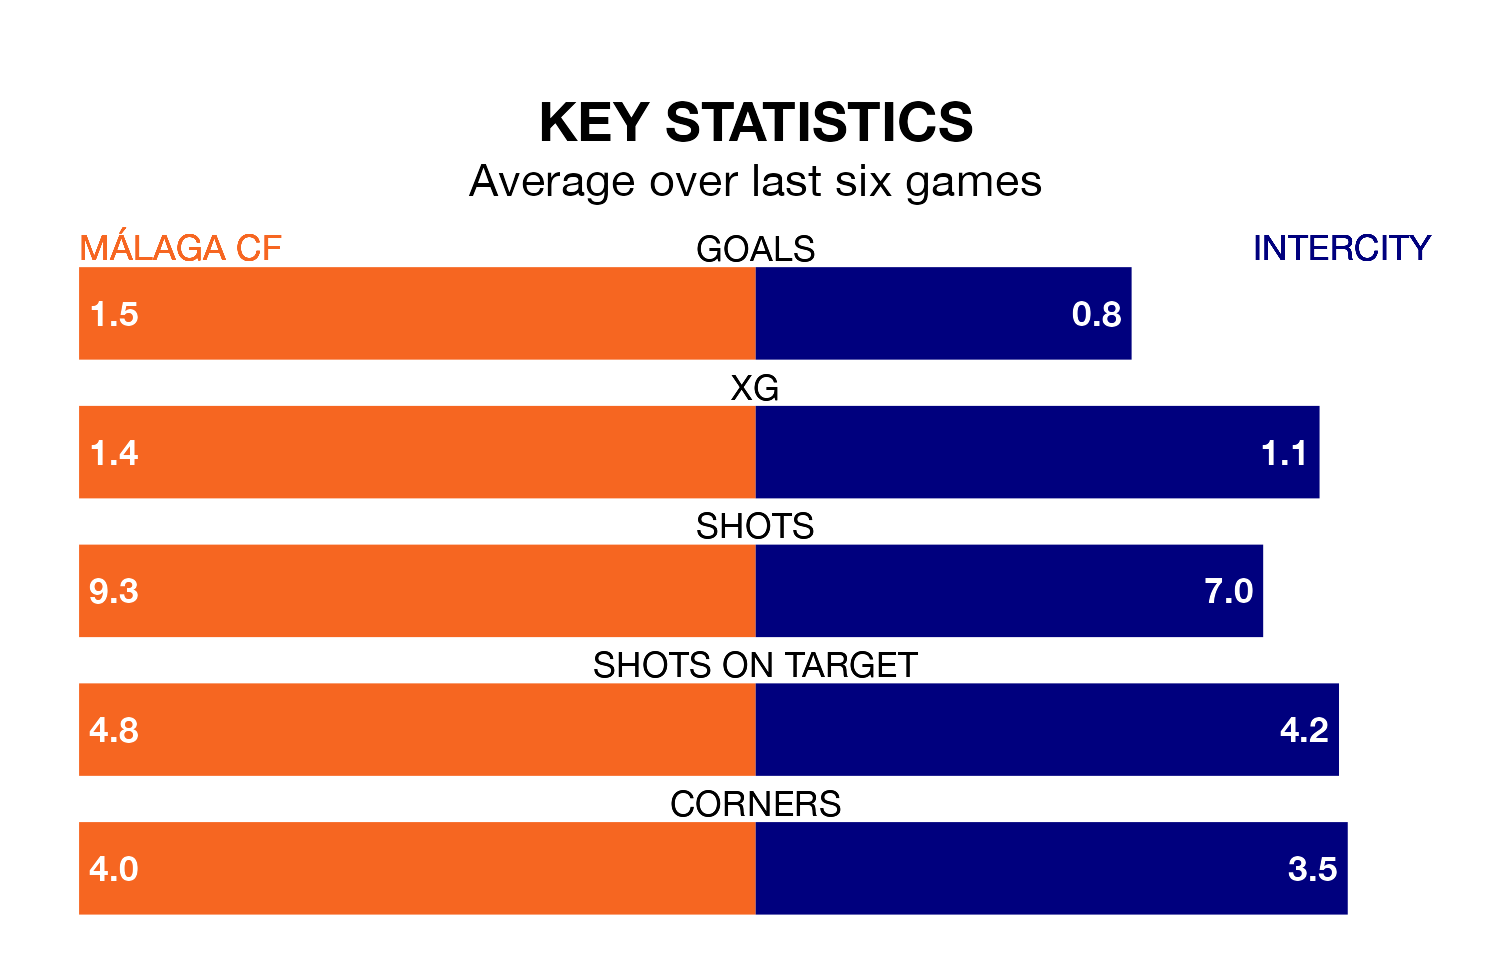 KEY STATISTICS
Average over last six games
MÁLAGA CF GOALS INTERCITY
1.5 0.8
XG
1.4 1.1
SHOTS
9.3 7.0
SHOTS ON TARGET
4.8 4.2
CORNERS
4.0 3.5